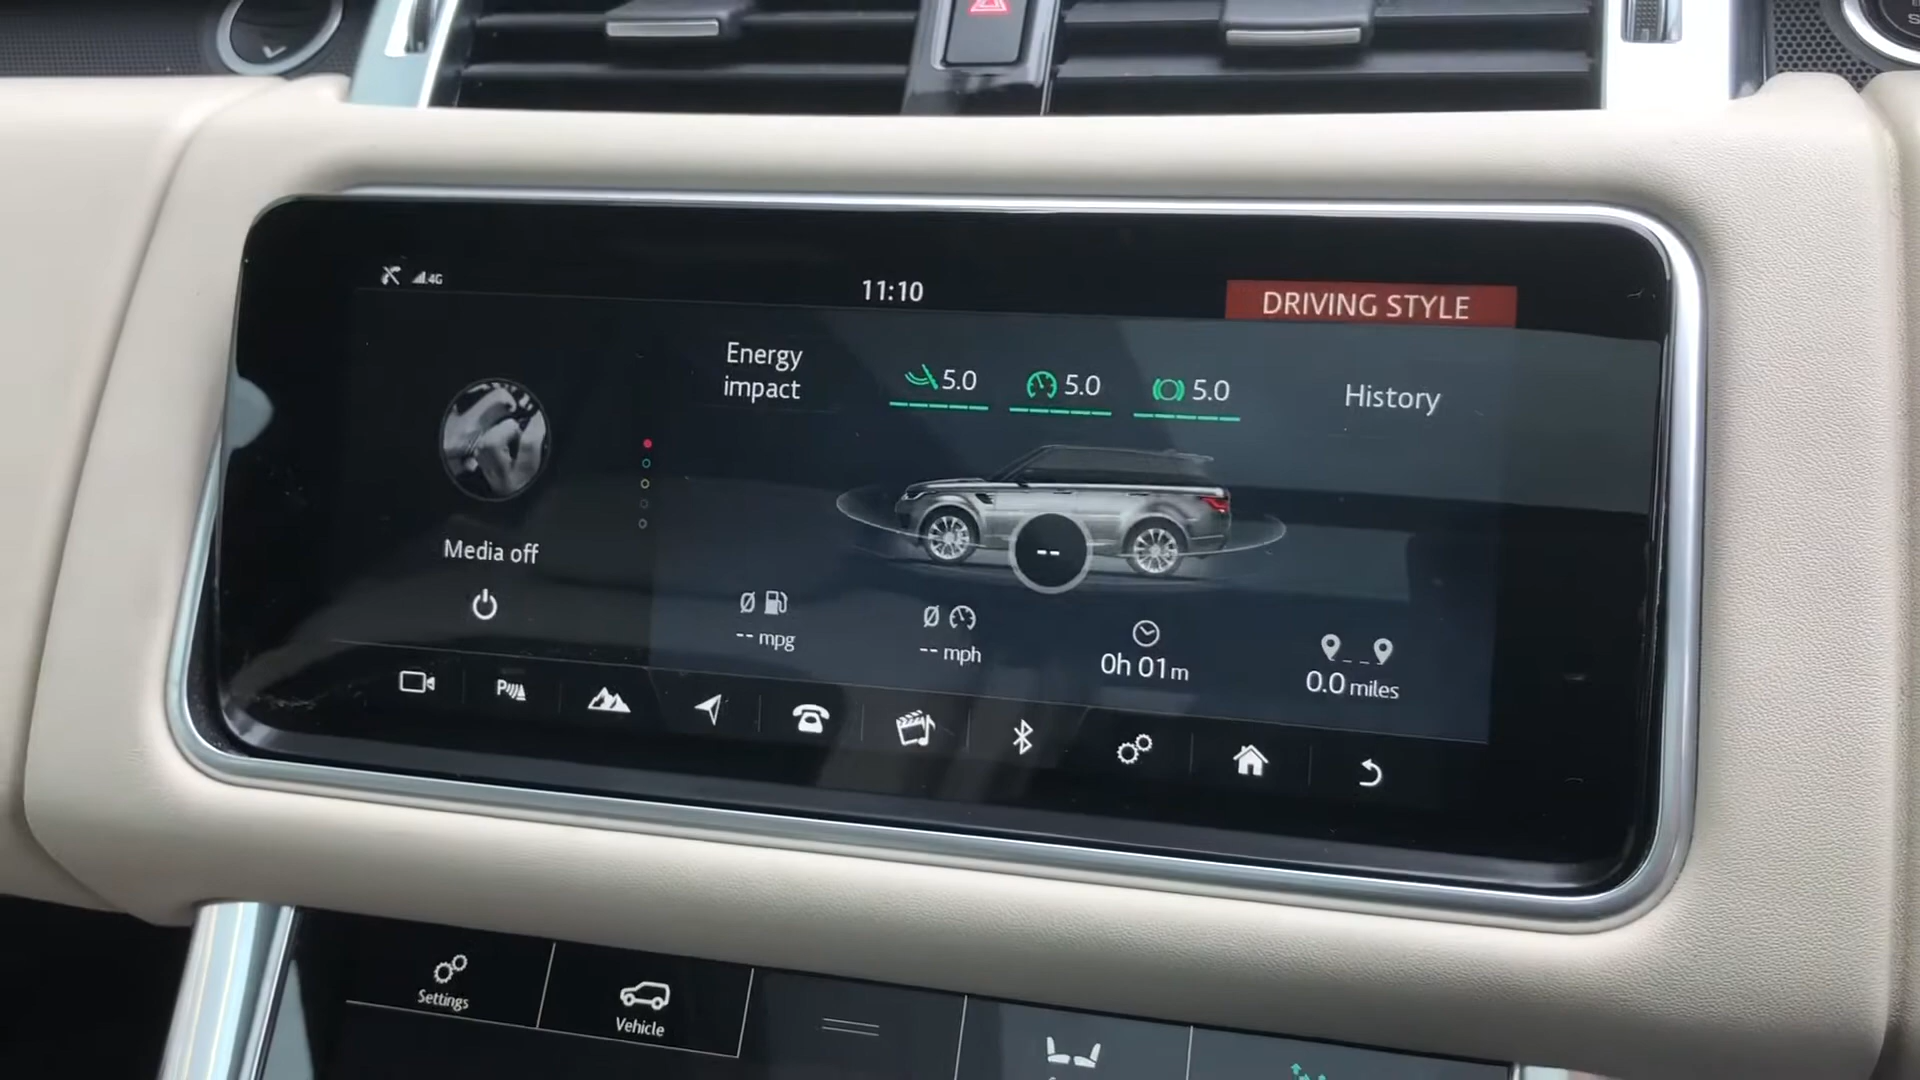 4G
11:10
DRIVING STYLE
Energy
impact
5.0
5.0
5.0
History
Media off
--
Ø
-- mpg
Ø
-- mph
0h 01m
0.0 miles
P
Settings
Vehicle